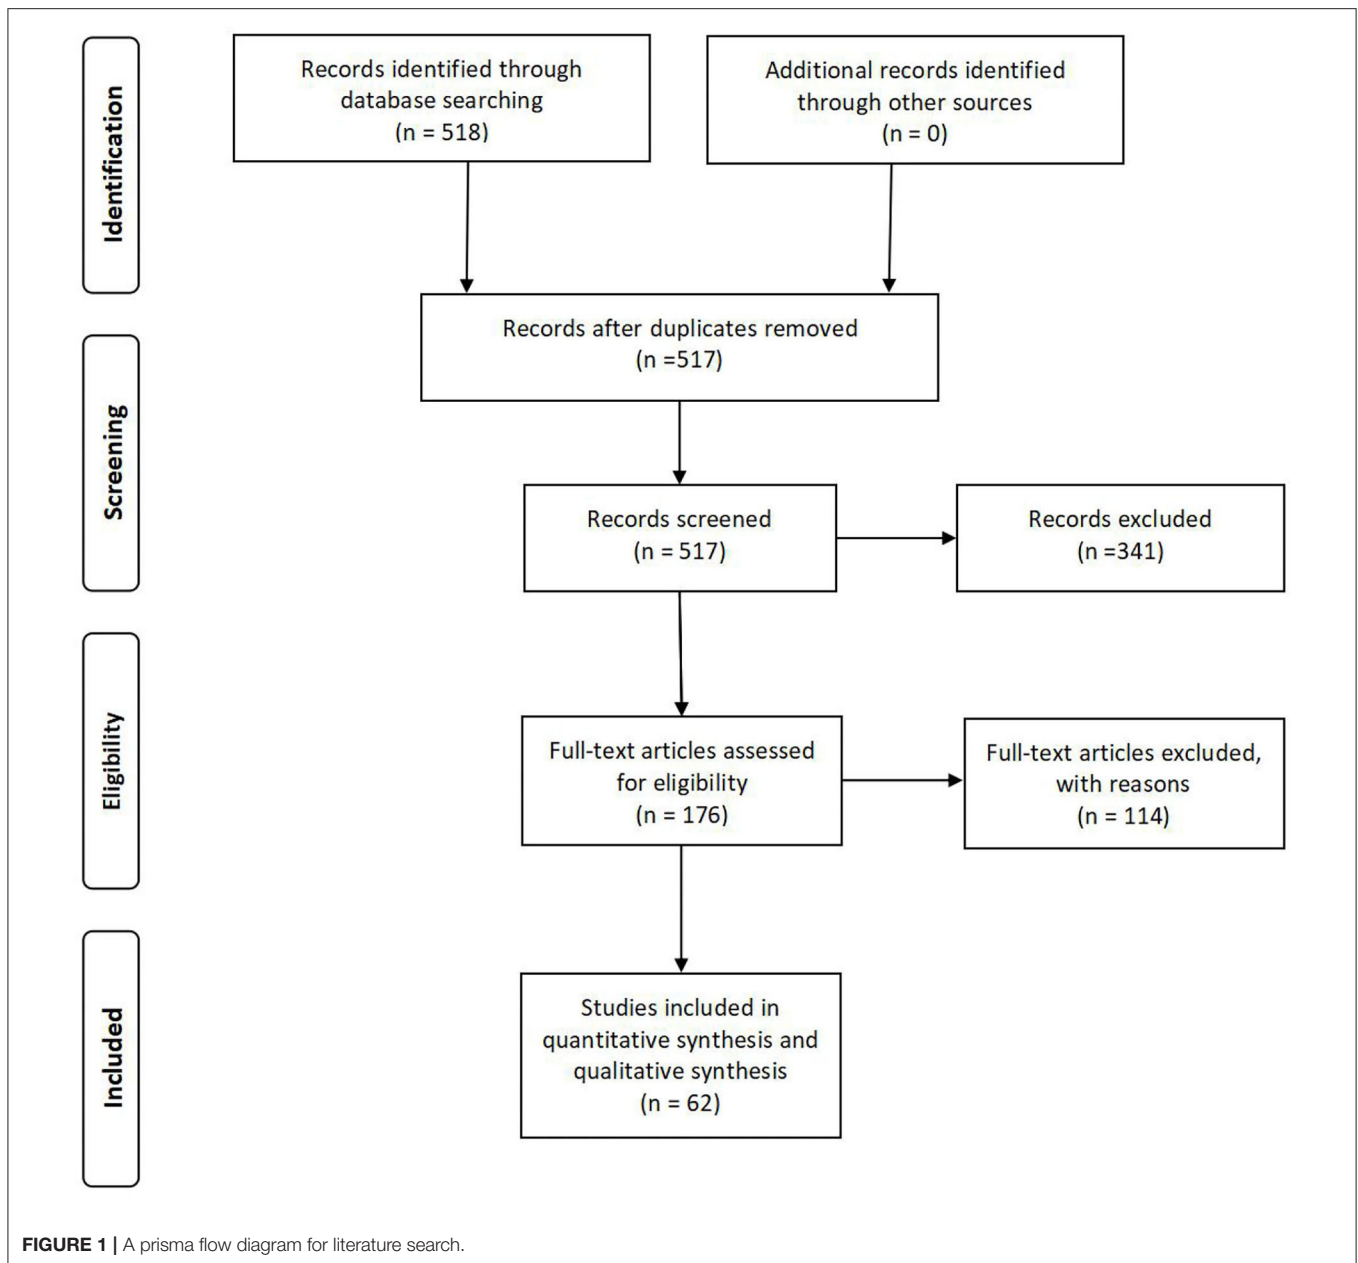 Identification
Records identified through
database searching
(n = 518)
Additional records identified
through other sources
(n = 0)
Records after duplicates removed
(n =517)
Screening
Records screened
(n = 517)
Records excluded
(n =341)
Eligibility
Full-text articles assessed
for eligibility
(n = 176)
Full-text articles excluded,
with reasons
(n = 114)
Included
Studies included in
quantitative synthesis and
qualitative synthesis
(n = 62)
FIGURE 1 | A prisma flow diagram for literature search.